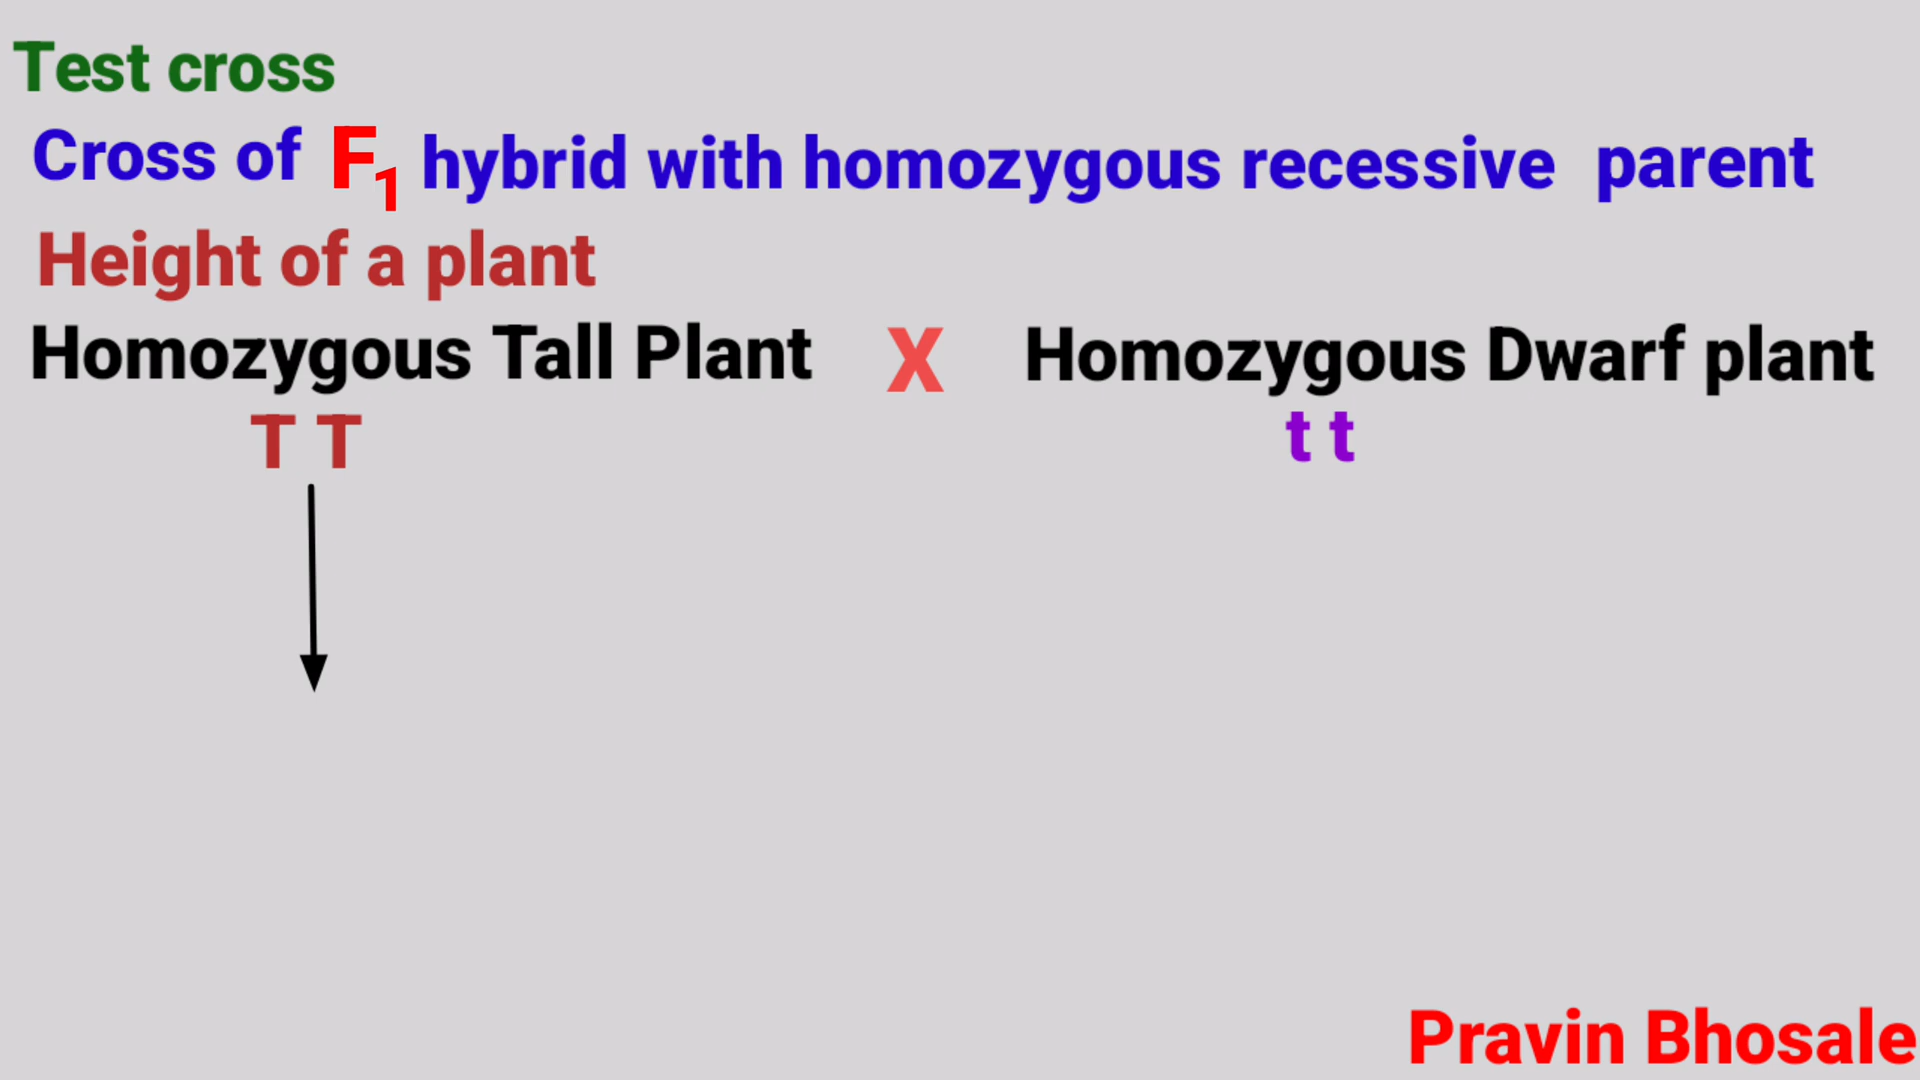 Test cross
Cross of F₁ hybrid with homozygous recessive parent
Height of a plant
Homozygous Tall Plant X Homozygous Dwarf plant
T T t t
Pravin Bhosale